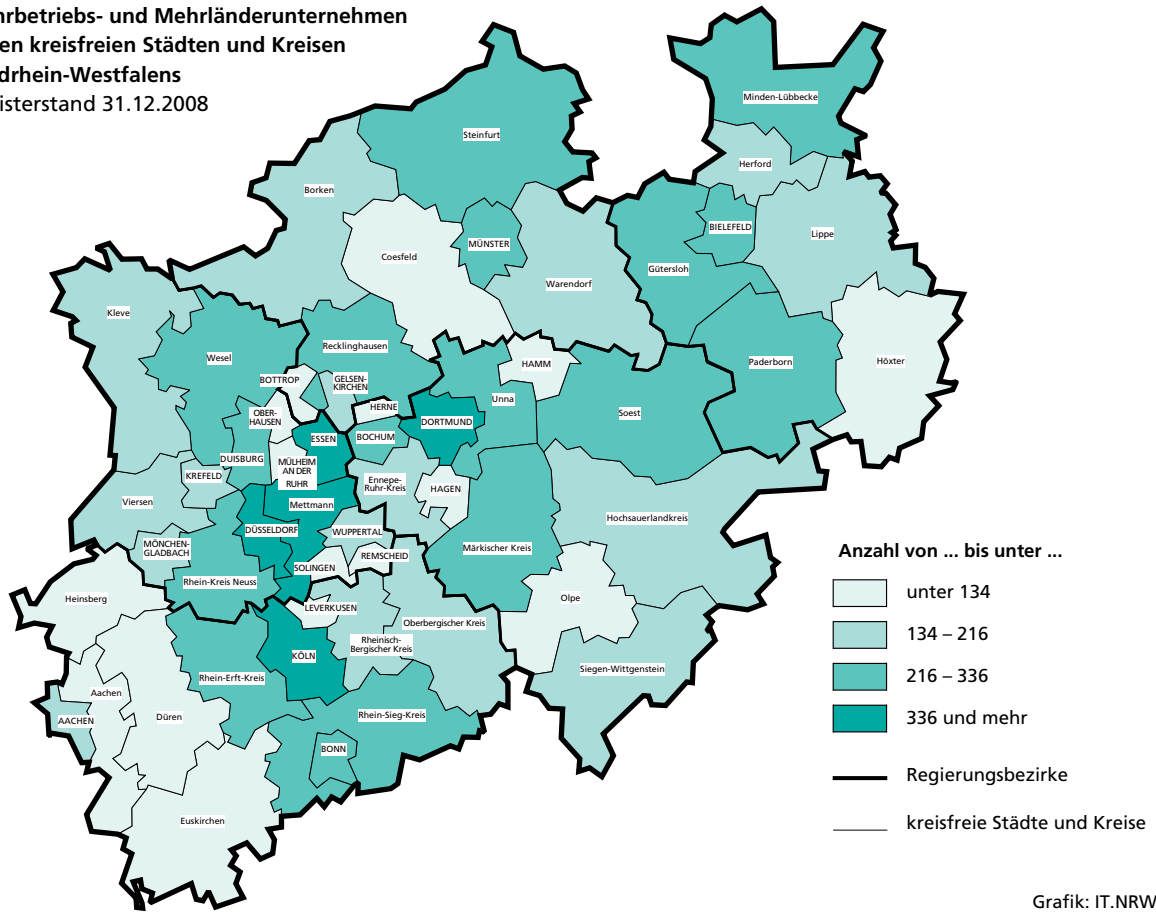 hrbetriebs- und Mehrländerunternehmen
en kreisfreien Städten und Kreisen
drhein-Westfalens
isterstand 31.12.2008
Minden-Lübbecke
Steinfurt
Herford
Borken
BIELEFELD
Lippe
MÜNSTER
Coesfeld
Gütersloh
Warendorf
Kleve
Recklinghausen
Wesel
Paderborn
Höxter
HAMM
BOTTROP
GELSEN-
KIRCHEN
Unna
HERNE
Soest
OBER-
HAUSEN
DORTMUND
ESSEN
BOCHUM
DUISBURG
MÜLHEIM
AN DER
RUHR
KREFELD
Ennepe-
Ruhr-Kreis
HAGEN
Viersen
Mettmann
Hochsauerlandkreis
DÜSSELDORF
WUPPERTAL
MÖNCHEN-
GLADBACH
Märkischer Kreis
REMSCHEID
SOLINGEN
Rhein-Kreis Neuss
Heinsberg
Olpe
LEVERKUSEN
Oberbergischer Kreis
Rheinisch-
Bergischer Kreis
KÖLN
Siegen-Wittgenstein
Rhein-Erft-Kreis
Aachen
AACHEN
Düren
Rhein-Sieg-Kreis
BONN
Euskirchen
Anzahl von ... bis unter ...
unter 134
134 – 216
216 – 336
336 und mehr
Regierungsbezirke
kreisfreie Städte und Kreise
Grafik: IT.NRW